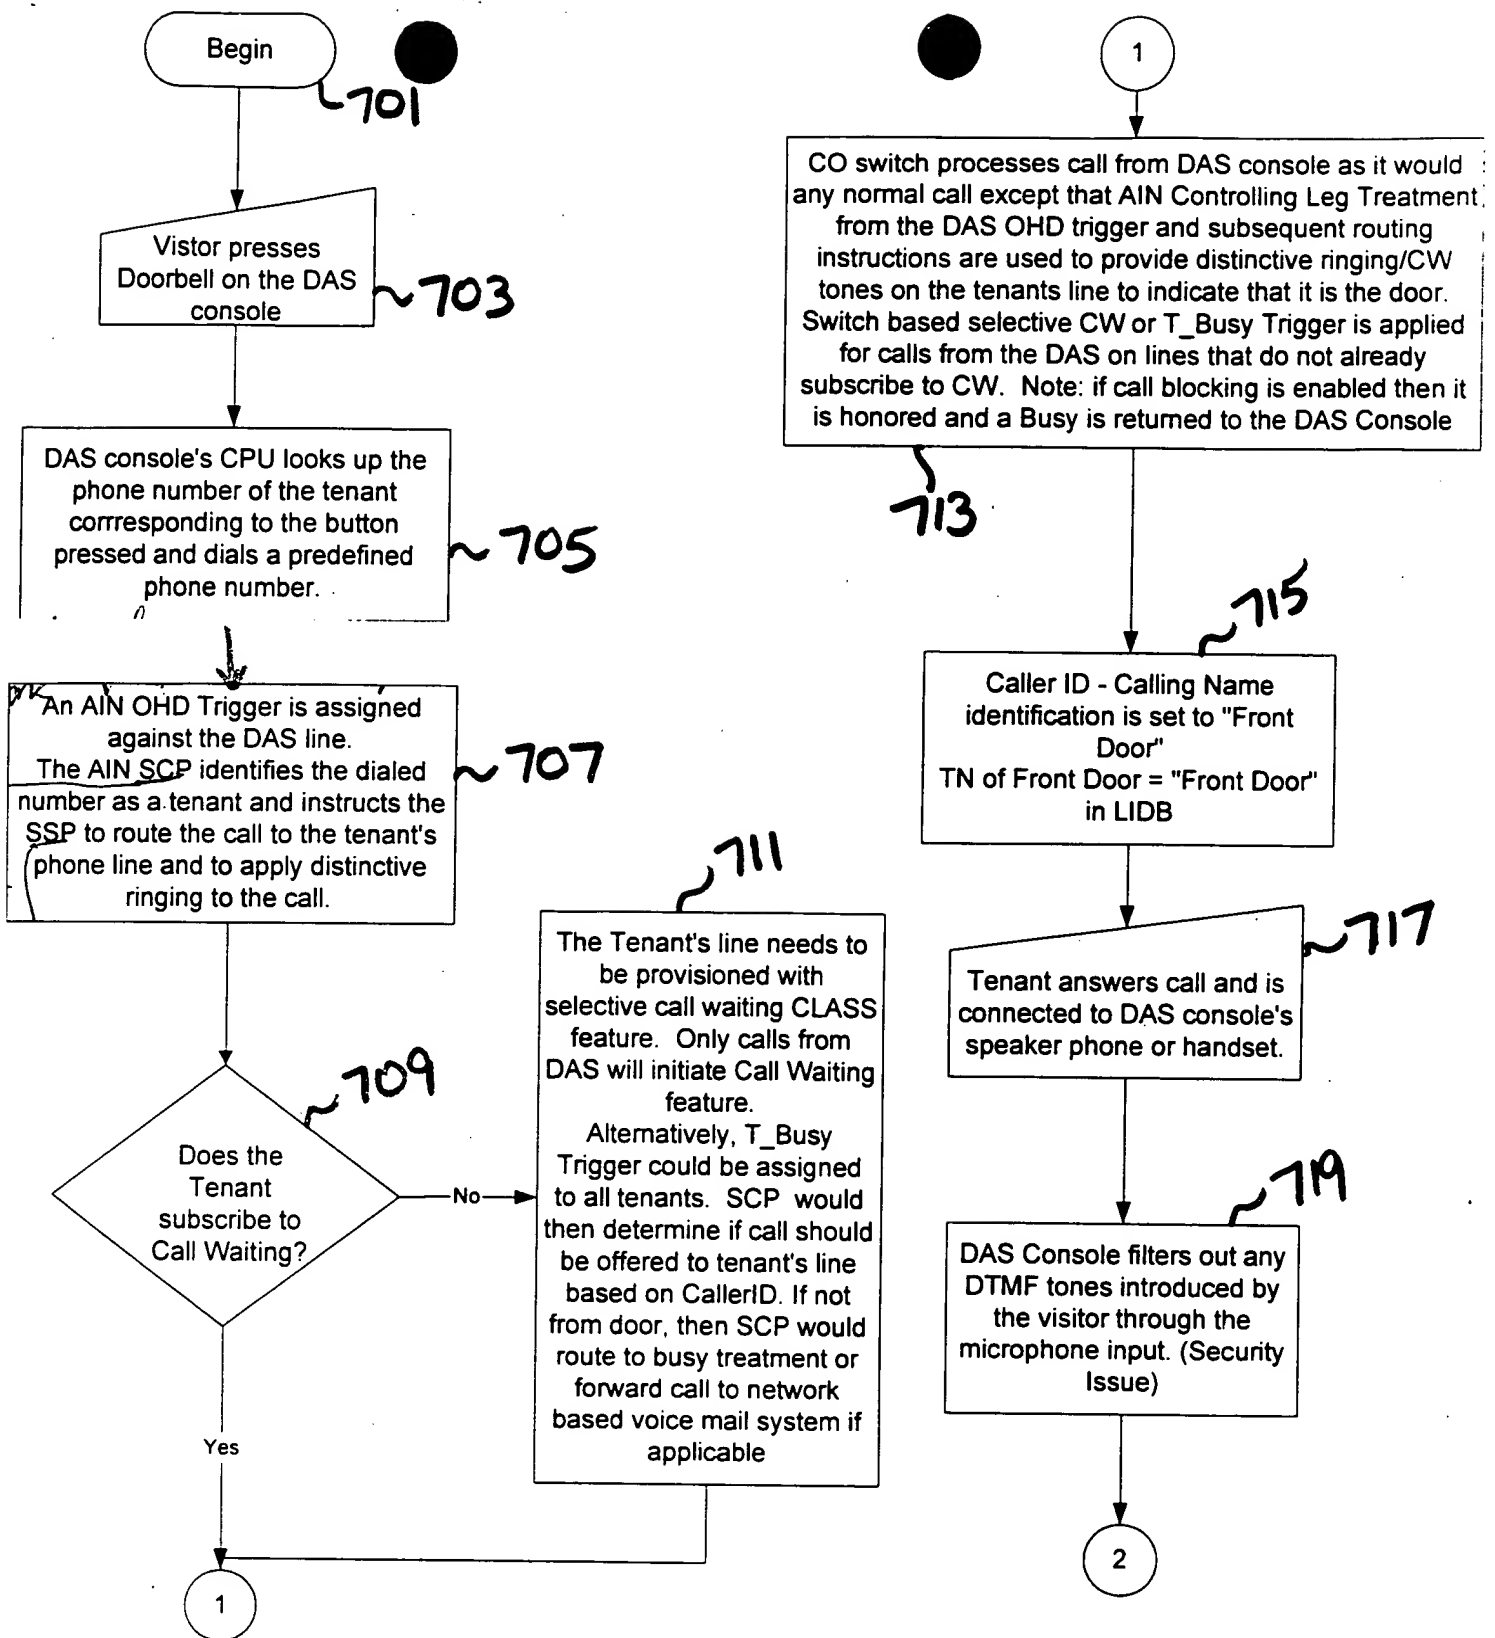 Begin
701
Vistor presses
Doorbell on the DAS
console
703
DAS console's CPU looks up the
phone number of the tenant
corrresponding to the button
pressed and dials a predefined
phone number.
705
An AIN OHD Trigger is assigned
against the DAS line.
The AIN SCP identifies the dialed
number as a tenant and instructs the
SSP to route the call to the tenant's
phone line and to apply distinctive
ringing to the call.
707
Does the
Tenant
subscribe to
Call Waiting?
709
No
Yes
711
The Tenant's line needs to
be provisioned with
selective call waiting CLASS
feature. Only calls from
DAS will initiate Call Waiting
feature.
Alternatively, T_Busy
Trigger could be assigned
to all tenants. SCP would
then determine if call should
be offered to tenant's line
based on CallerID. If not
from door, then SCP would
route to busy treatment or
forward call to network
based voice mail system if
applicable
1
1
CO switch processes call from DAS console as it would
any normal call except that AIN Controlling Leg Treatment
from the DAS OHD trigger and subsequent routing
instructions are used to provide distinctive ringing/CW
tones on the tenants line to indicate that it is the door.
Switch based selective CW or T_Busy Trigger is applied
for calls from the DAS on lines that do not already
subscribe to CW. Note: if call blocking is enabled then it
is honored and a Busy is returned to the DAS Console
713
715
Caller ID - Calling Name
identification is set to "Front
Door"
TN of Front Door = "Front Door"
in LIDB
717
Tenant answers call and is
connected to DAS console's
speaker phone or handset.
719
DAS Console filters out any
DTMF tones introduced by
the visitor through the
microphone input. (Security
Issue)
2